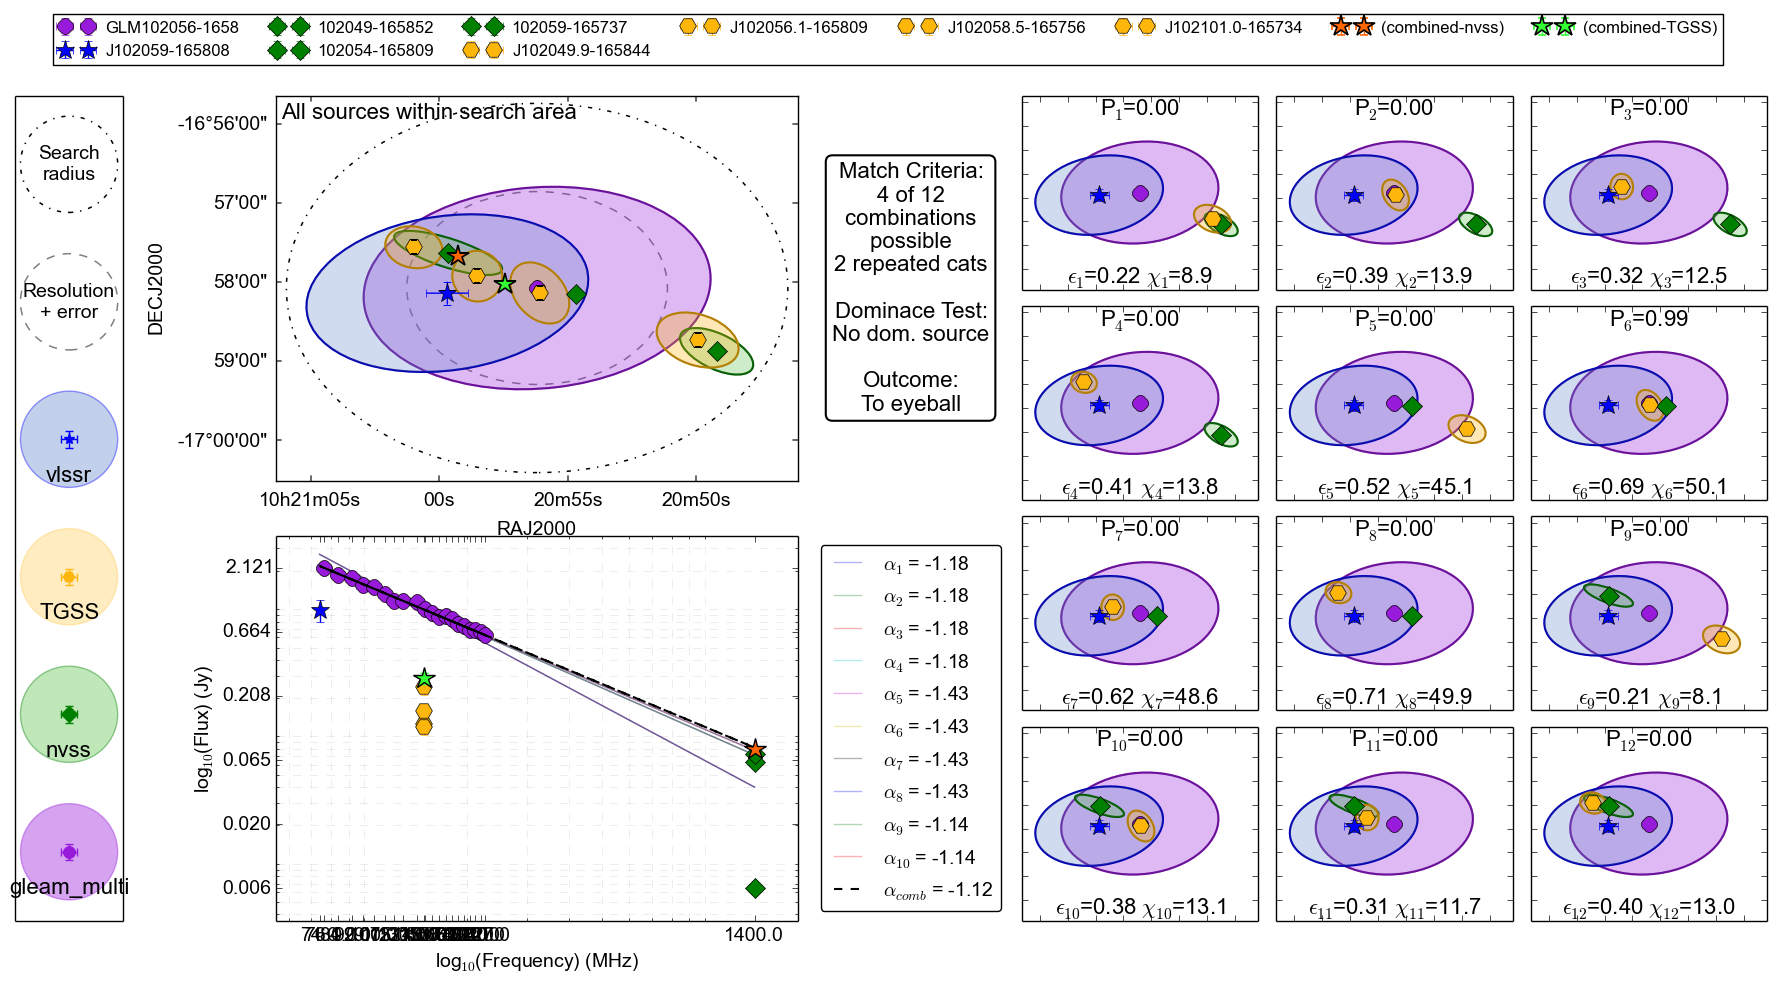 GLM102056-1658 102049-165852 102059-165737 J102056.1-165809 J102058.5-165756 J102101.0-165734 (combined-nvss) (combined-TGSS)
J102059-165808 102054-165809 J102049.9-165844
Search
radius
Resolution
+ error
vlssr
TGSS
nvss
gleam_multi
All sources within search area
DECJ2000
-16°56'00"
57'00"
58'00"
59'00"
-17°00'00"
10h21m05s 00s 20m55s 20m50s
RAJ2000
Match Criteria:
4 of 12
combinations
possible
2 repeated cats
Dominace Test:
No dom. source
Outcome:
To eyeball
log10(Flux) (Jy)
2.121
0.664
0.208
0.065
0.020
0.006
1400.0
log10(Frequency) (MHz)
α1 = -1.18
α2 = -1.18
α3 = -1.18
α4 = -1.18
α5 = -1.43
α6 = -1.43
α7 = -1.43
α8 = -1.43
α9 = -1.14
α10 = -1.14
αcomb = -1.12
P1=0.00
ϵ1=0.22 χ1=8.9
P2=0.00
ϵ2=0.39 χ2=13.9
P3=0.00
ϵ3=0.32 χ3=12.5
P4=0.00
ϵ4=0.41 χ4=13.8
P5=0.00
ϵ5=0.52 χ5=45.1
P6=0.99
ϵ6=0.69 χ6=50.1
P7=0.00
ϵ7=0.62 χ7=48.6
P8=0.00
ϵ8=0.71 χ8=49.9
P9=0.00
ϵ9=0.21 χ9=8.1
P10=0.00
ϵ10=0.38 χ10=13.1
P11=0.00
ϵ11=0.31 χ11=11.7
P12=0.00
ϵ12=0.40 χ12=13.0